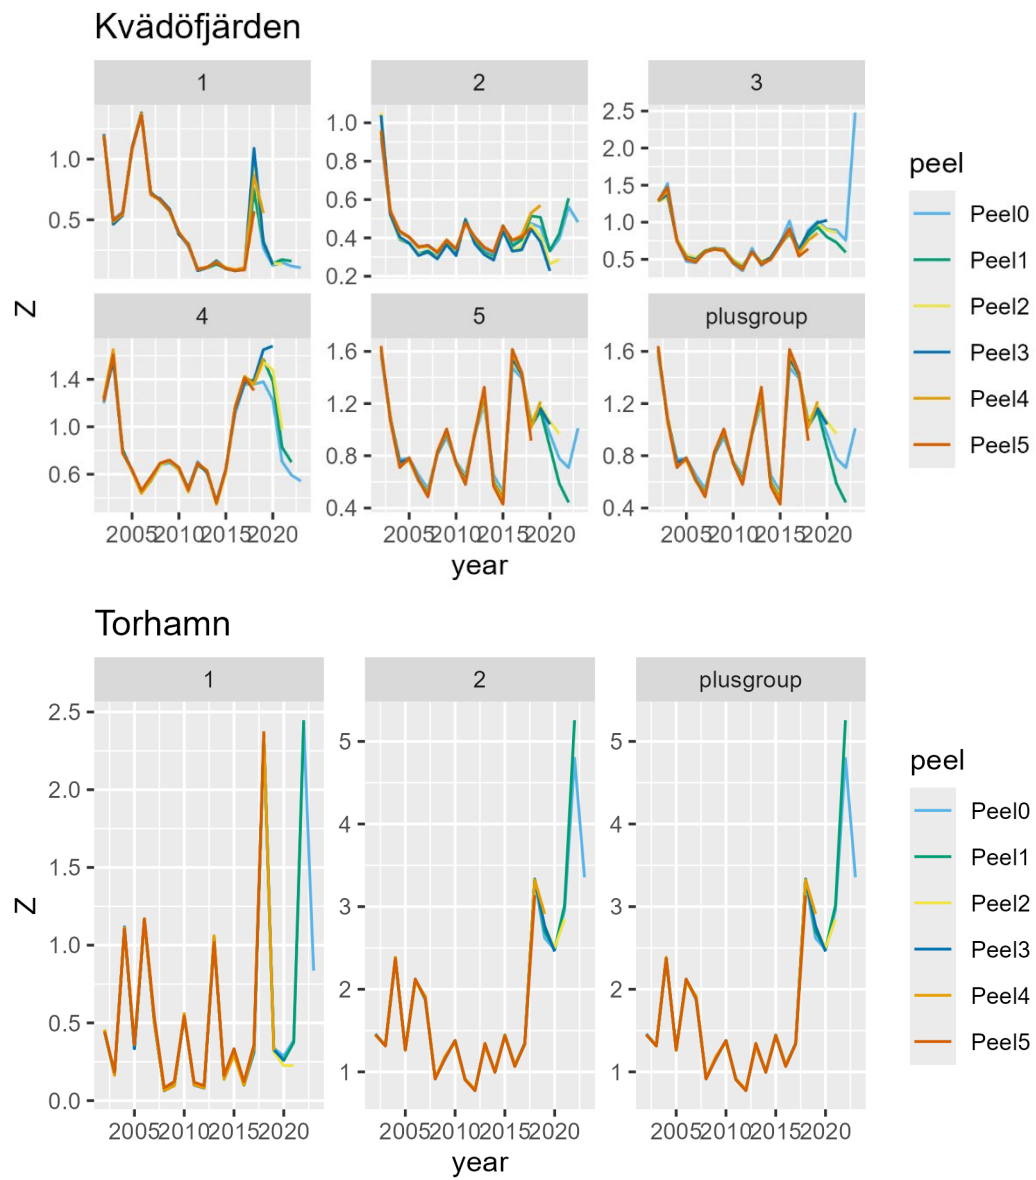 Kvädöfjärden
1 2 3
1.0
0.5
1.0
0.8
0.6
0.4
0.2
2.5
2.0
1.5
1.0
0.5
Z
4 5 plusgroup
1.4
1.0
0.6
1.6
1.2
0.8
0.4
1.6
1.2
0.8
0.4
2005 2010 2015 2020 2005 2010 2015 2020 2005 2010 2015 2020
year
peel
Peel0
Peel1
Peel2
Peel3
Peel4
Peel5
Torhamn
1 2 plusgroup
2.5
2.0
1.5
1.0
0.5
0.0
5
4
3
2
1
5
4
3
2
1
Z
2005 2010 2015 2020 2005 2010 2015 2020 2005 2010 2015 2020
year
peel
Peel0
Peel1
Peel2
Peel3
Peel4
Peel5